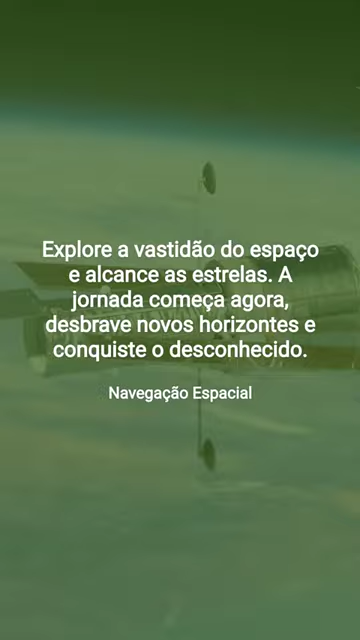 Explore a vastidão do espaço
e alcance as estrelas. A
jornada começa agora,
desbrave novos horizontes e
conquiste o desconhecido.
Navegação Espacial